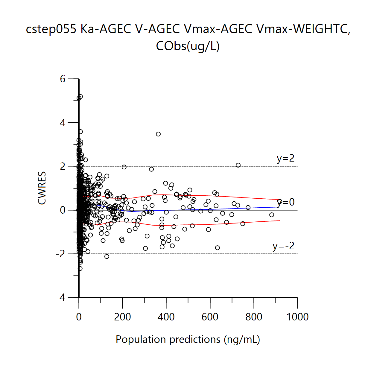 cstep055 Ka-AGEC V-AGEC Vmax-AGEC Vmax-WEIGHTC,
CObs(ug/L)
6
4
2
0
-2
4
CWRES
y=2
y=0
y=-2
0 200 400 600 800 1000
Population predictions (ng/mL)